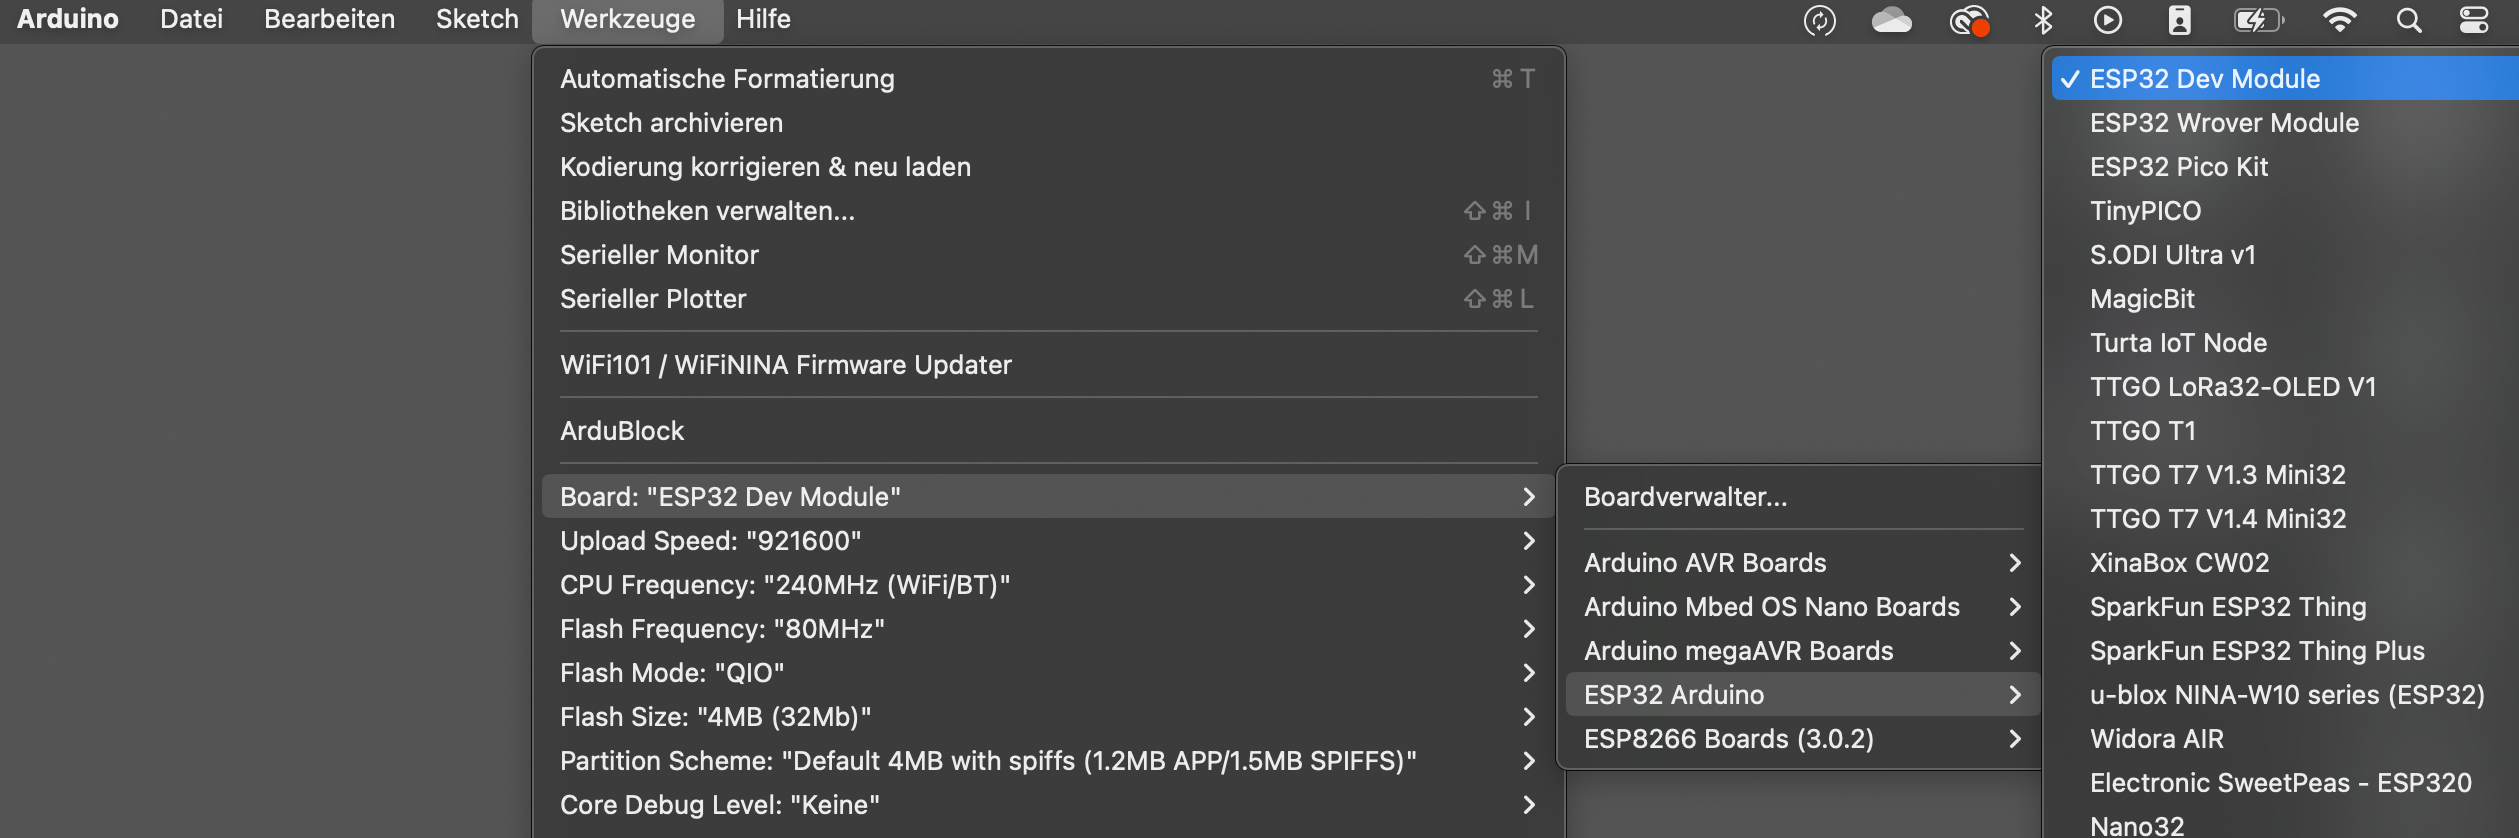 Arduino Datei Bearbeiten Sketch Werkzeuge Hilfe
Automatische Formatierung ⌘ T
Sketch archivieren
Kodierung korrigieren & neu laden
Bibliotheken verwalten... ⇧⌘ I
Serieller Monitor ⇧⌘M
Serieller Plotter ⇧⌘ L
WiFi101 / WiFiNINA Firmware Updater
ArduBlock
Board: "ESP32 Dev Module"
Upload Speed: "921600"
CPU Frequency: "240MHz (WiFi/BT)"
Flash Frequency: "80MHz"
Flash Mode: "QIO"
Flash Size: "4MB (32Mb)"
Partition Scheme: "Default 4MB with spiffs (1.2MB APP/1.5MB SPIFFS)"
Core Debug Level: "Keine"
Boardverwalter...
Arduino AVR Boards
Arduino Mbed OS Nano Boards
Arduino megaAVR Boards
ESP32 Arduino
ESP8266 Boards (3.0.2)
✓ ESP32 Dev Module
ESP32 Wrover Module
ESP32 Pico Kit
TinyPICO
S.ODI Ultra v1
MagicBit
Turta IoT Node
TTGO LoRa32-OLED V1
TTGO T1
TTGO T7 V1.3 Mini32
TTGO T7 V1.4 Mini32
XinaBox CW02
SparkFun ESP32 Thing
SparkFun ESP32 Thing Plus
u-blox NINA-W10 series (ESP32)
Widora AIR
Electronic SweetPeas - ESP320
Nano32